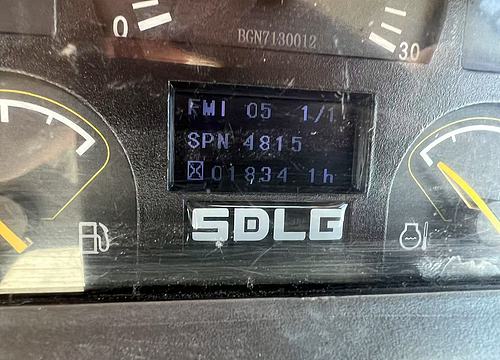 0
BGN7130012
30
FMI 05 1/1
SPN 4815
01834 1h
SDLG